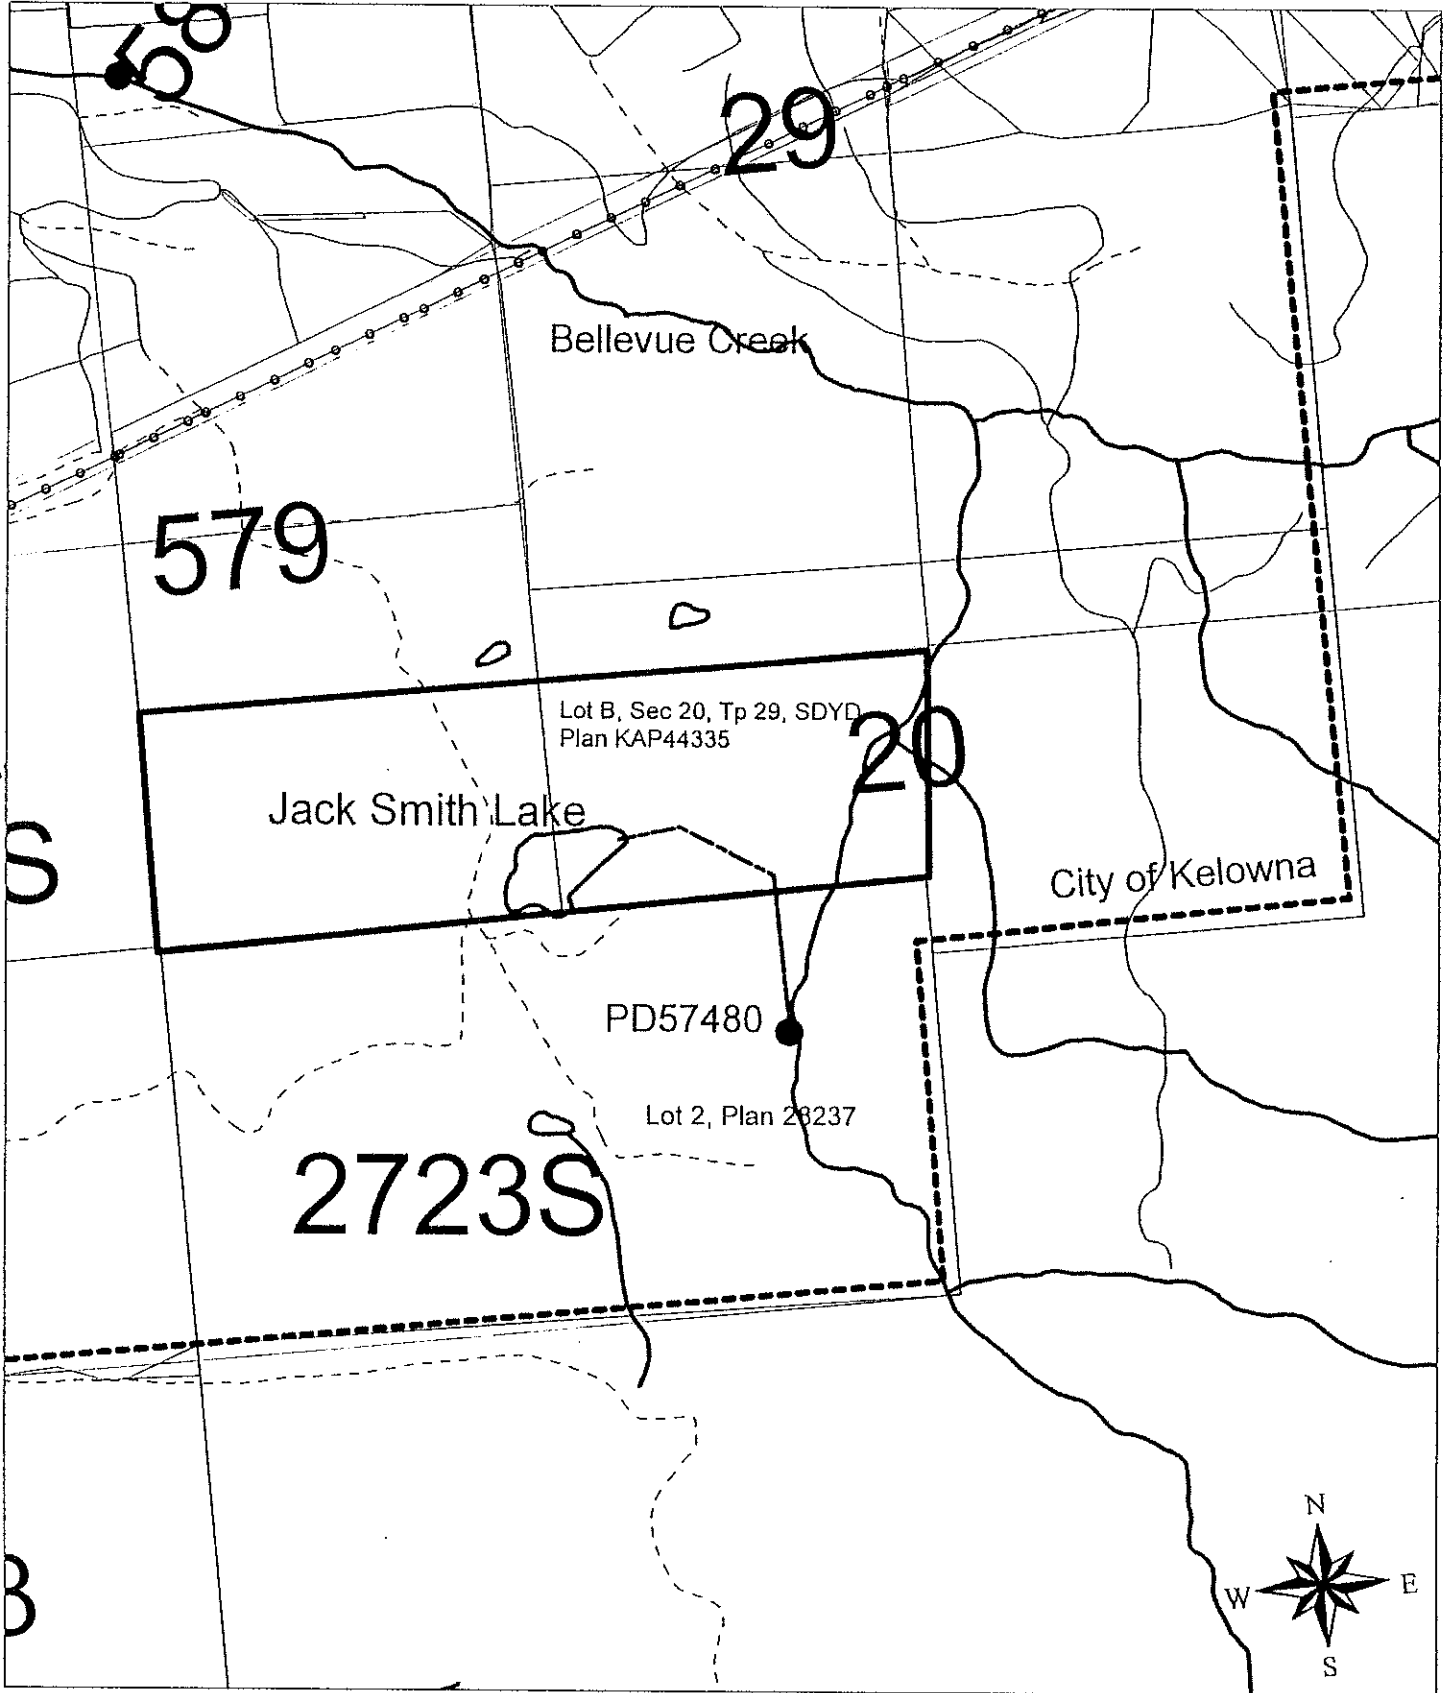 58
29
Bellevue Creek
579
Lot B, Sec 20, Tp 29, SDYD
Plan KAP44335
20
Jack Smith Lake
S
City of Kelowna
PD57480
Lot 2, Plan 28237
2723S
N
W
E
S